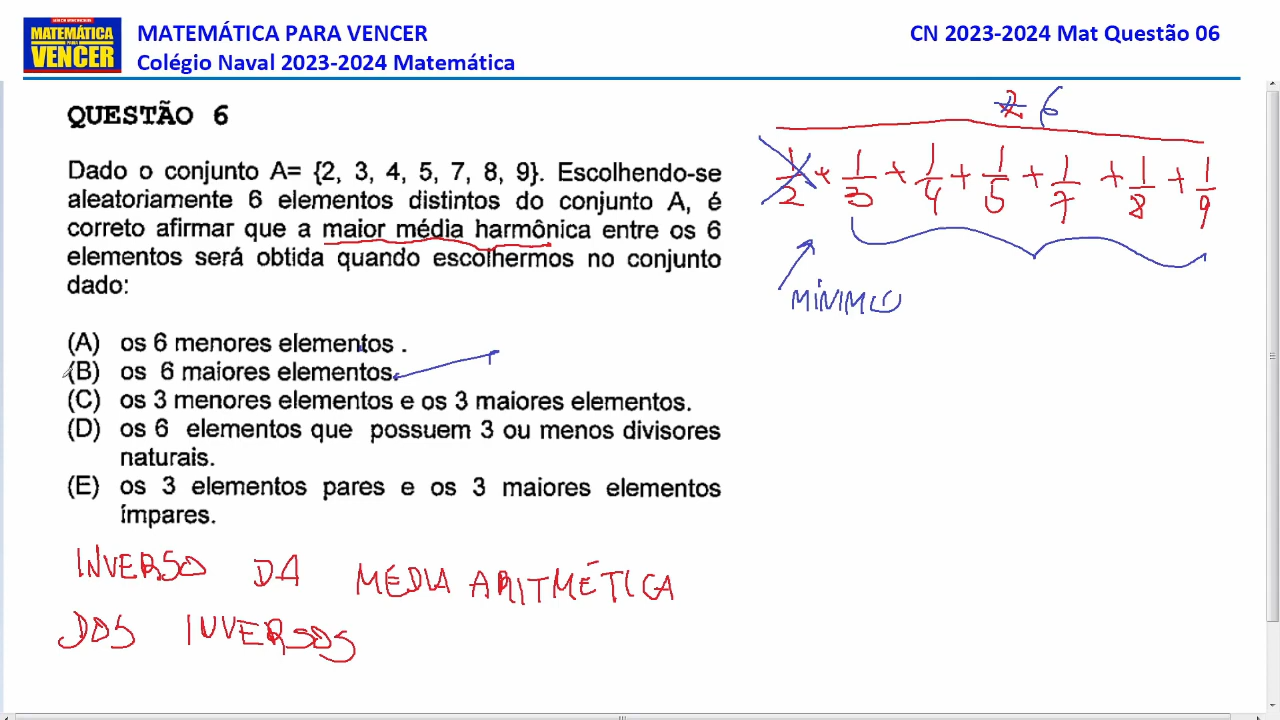 MATEMÁTICA
PARA
VENCER
MATEMÁTICA PARA VENCER
Colégio Naval 2023-2024 Matemática
CN 2023-2024 Mat Questão 06
QUESTÃO 6
Dado o conjunto A= {2, 3, 4, 5, 7, 8, 9}. Escolhendo-se
aleatoriamente 6 elementos distintos do conjunto A, é
correto afirmar que a maior média harmônica entre os 6
elementos será obtida quando escolhermos no conjunto
dado:
(A) os 6 menores elementos .
(B) os 6 maiores elementos.
(C) os 3 menores elementos e os 3 maiores elementos.
(D) os 6 elementos que possuem 3 ou menos divisores
naturais.
(E) os 3 elementos pares e os 3 maiores elementos
ímpares.
INVERSO DA MÉDIA ARITMÉTICA
DOS INVERSOS
6
1/2 + 1/3 + 1/4 + 1/5 + 1/7 + 1/8 + 1/9
MÍNIMO